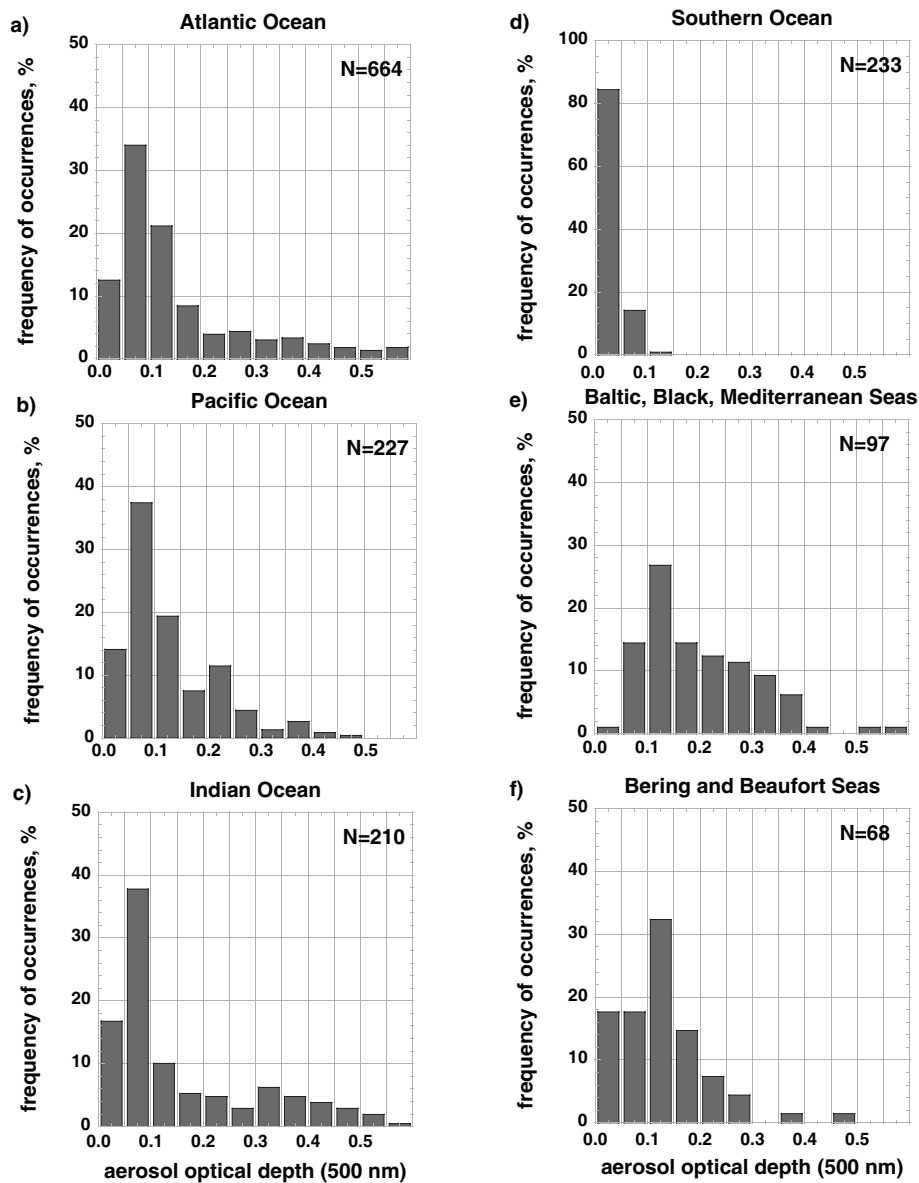 a)
Atlantic Ocean
N=664
frequency of occurrences, %
50
40
30
20
10
0
0.0 0.1 0.2 0.3 0.4 0.5
b)
Pacific Ocean
N=227
frequency of occurrences, %
50
40
30
20
10
0
0.0 0.1 0.2 0.3 0.4 0.5
c)
Indian Ocean
N=210
frequency of occurrences, %
50
40
30
20
10
0
0.0 0.1 0.2 0.3 0.4 0.5
aerosol optical depth (500 nm)
d)
Southern Ocean
N=233
frequency of occurrences, %
100
80
60
40
20
0
0.0 0.1 0.2 0.3 0.4 0.5
e)
Baltic, Black, Mediterranean Seas
N=97
frequency of occurrences, %
50
40
30
20
10
0
0.0 0.1 0.2 0.3 0.4 0.5
f)
Bering and Beaufort Seas
N=68
frequency of occurrences, %
50
40
30
20
10
0
0.0 0.1 0.2 0.3 0.4 0.5
aerosol optical depth (500 nm)